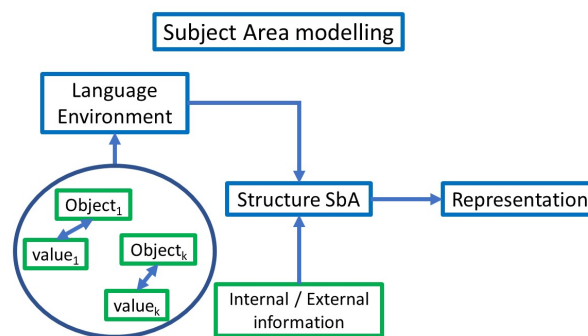 Subject Area modelling
Language
Environment
Object₁
value₁
Objectₖ
valueₖ
Structure SbA
Representation
Internal / External
information